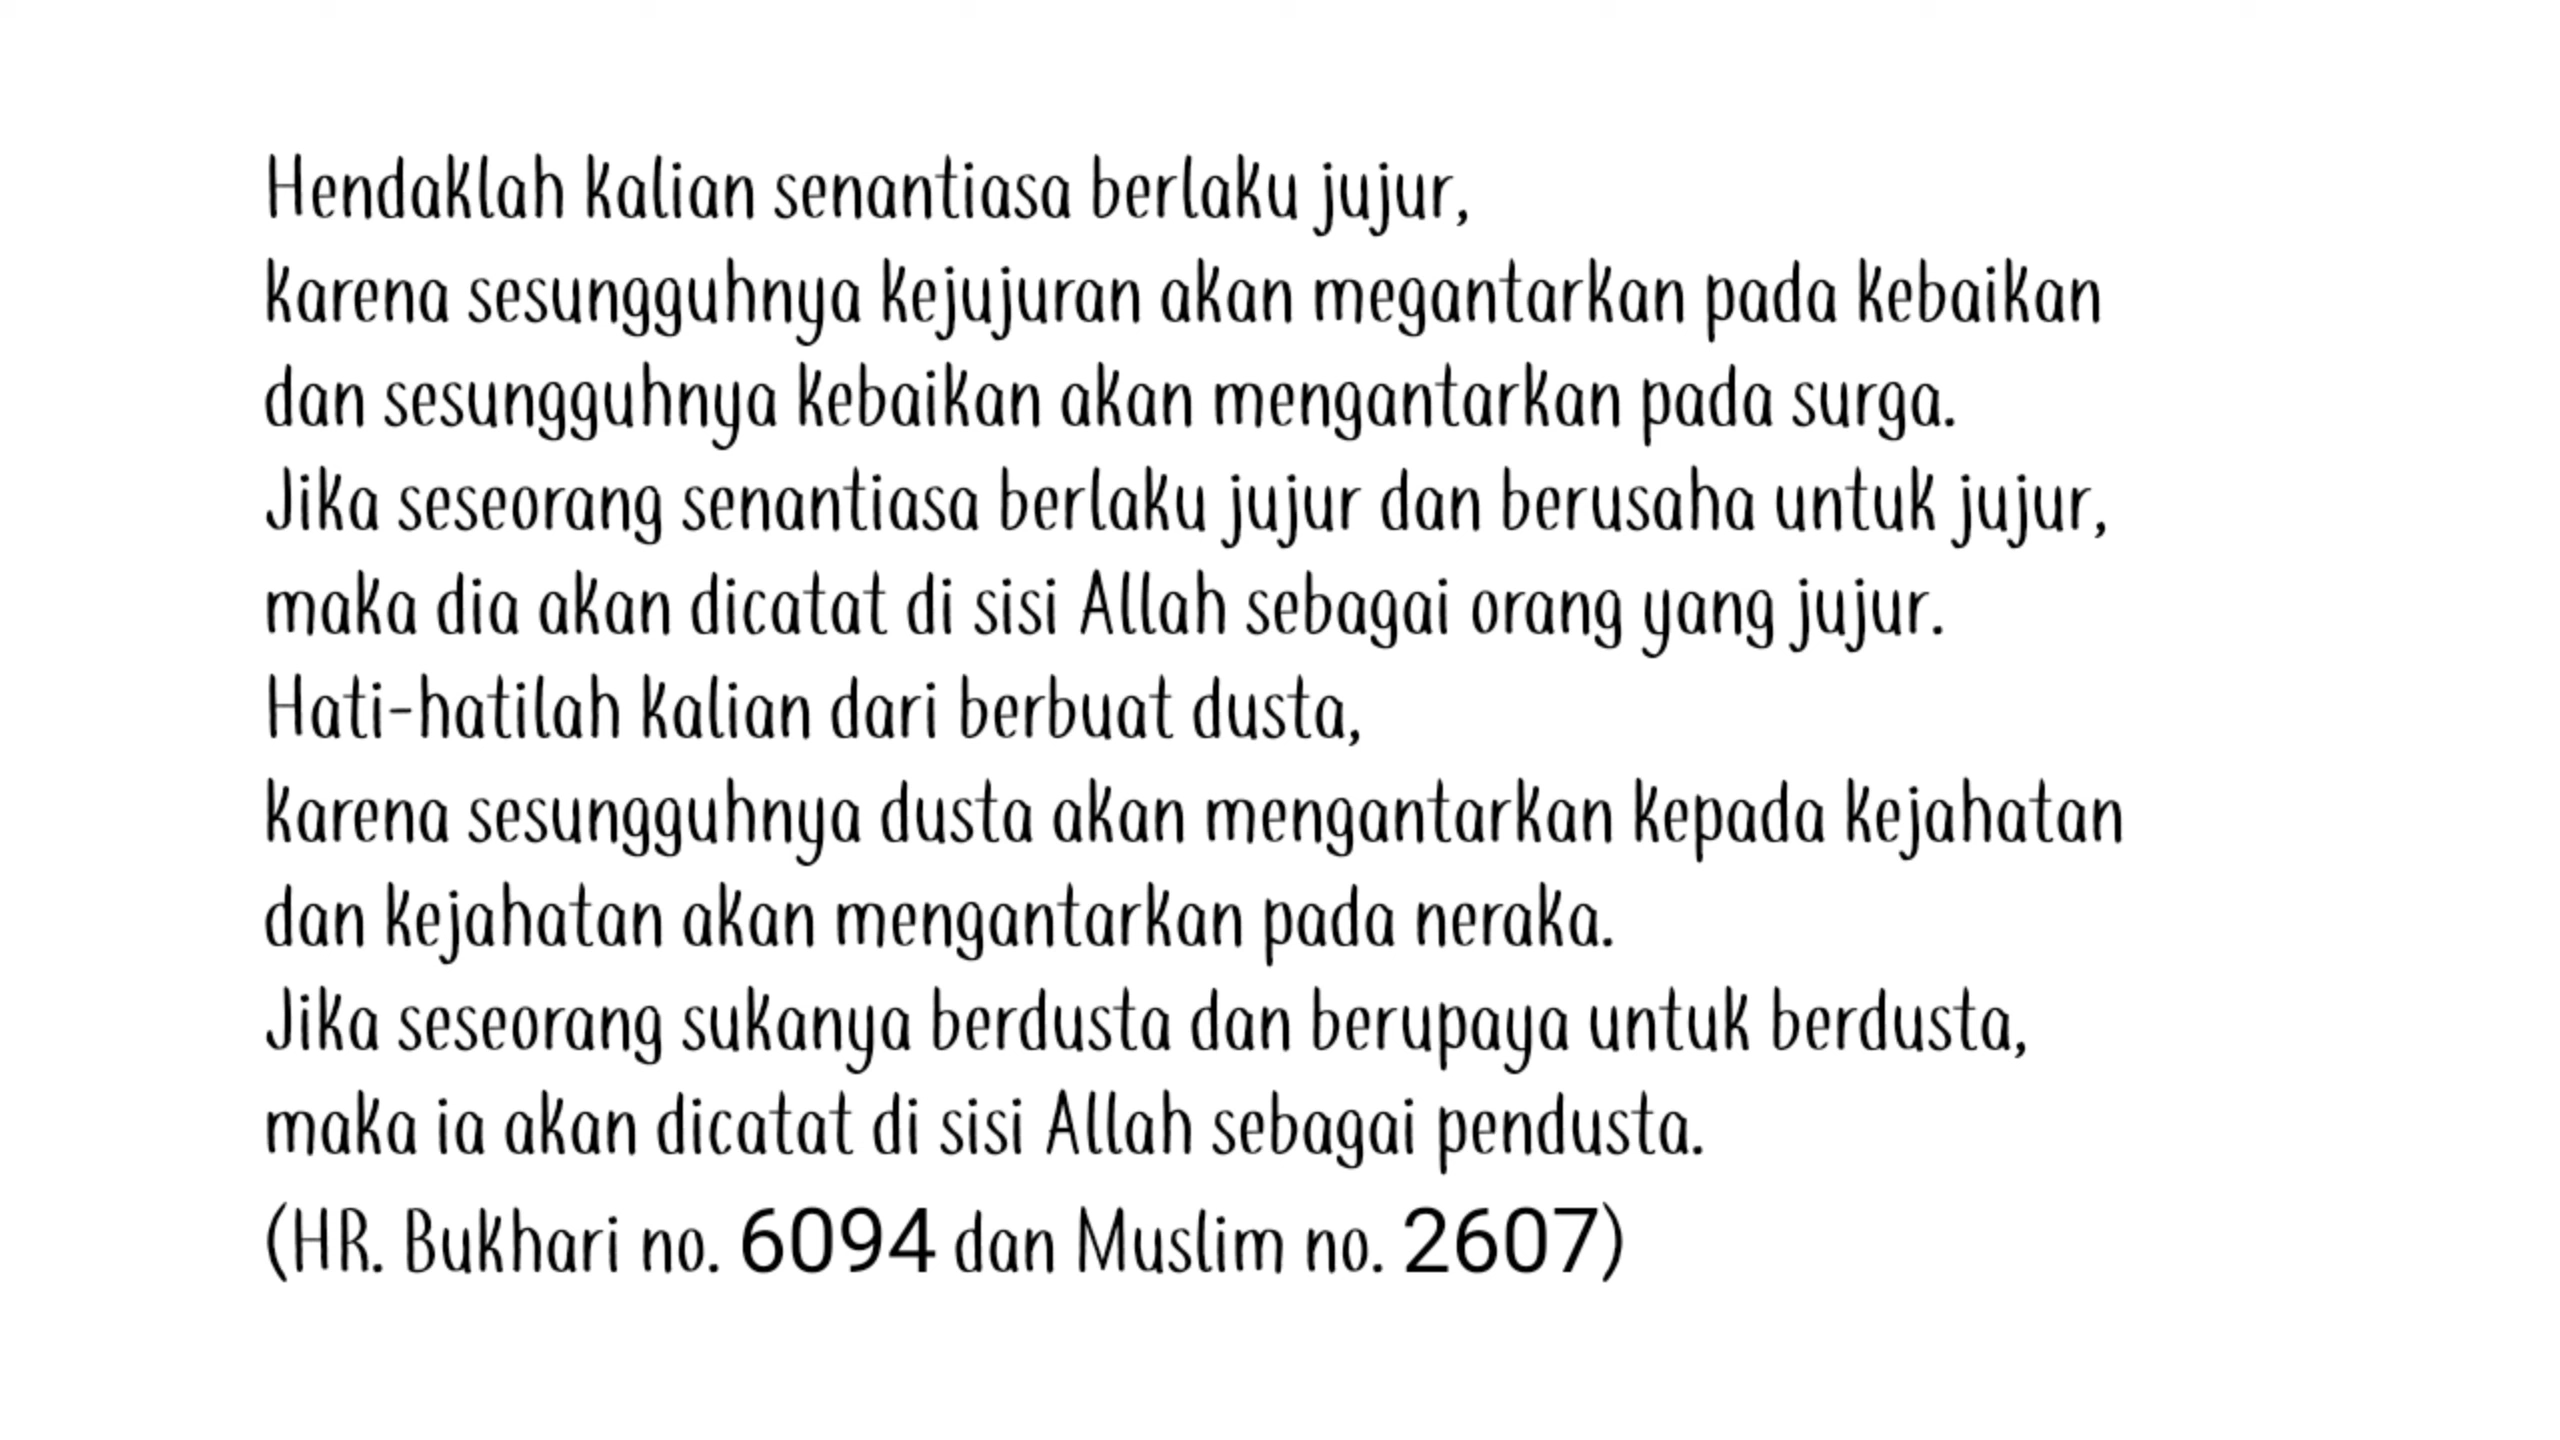 Hendaklah kalian senantiasa berlaku jujur,
karena sesungguhnya kejujuran akan megantarkan pada kebaikan
dan sesungguhnya kebaikan akan mengantarkan pada surga.
Jika seseorang senantiasa berlaku jujur dan berusaha untuk jujur,
maka dia akan dicatat di sisi Allah sebagai orang yang jujur.
Hati-hatilah kalian dari berbuat dusta,
karena sesungguhnya dusta akan mengantarkan kepada kejahatan
dan kejahatan akan mengantarkan pada neraka.
Jika seseorang sukanya berdusta dan berupaya untuk berdusta,
maka ia akan dicatat di sisi Allah sebagai pendusta.
(HR. Bukhari no. 6094 dan Muslim no. 2607)